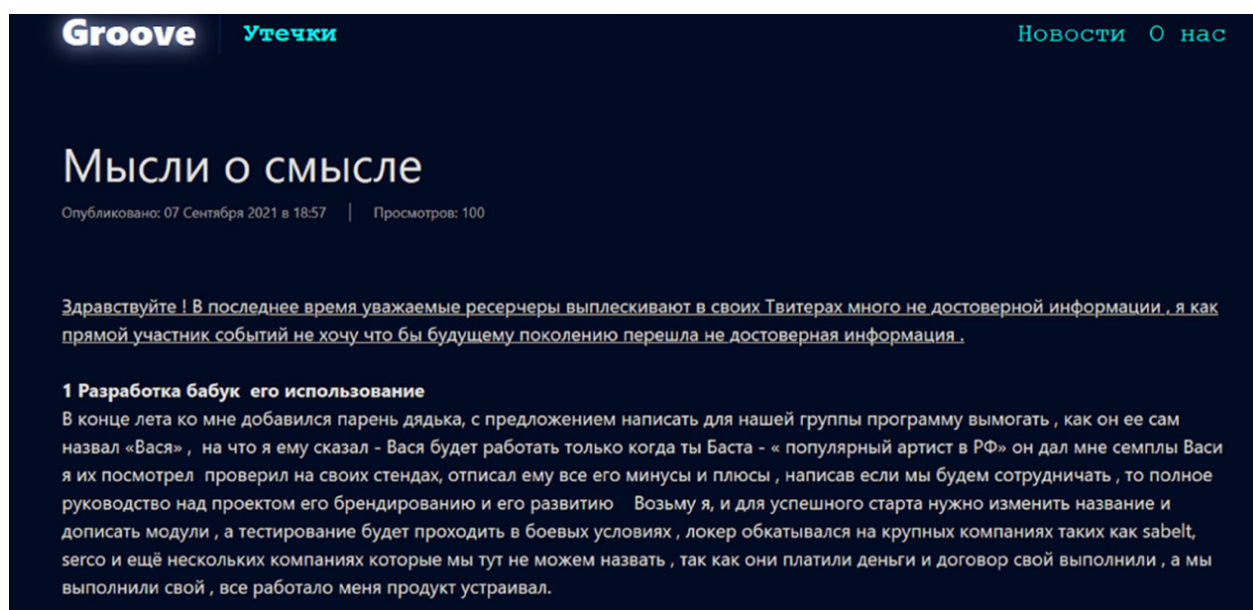 Groove Утечки Новости О нас
Мысли о смысле
Опубликовано: 07 Сентября 2021 в 18:57 | Просмотров: 100
Здравствуйте ! В последнее время уважаемые ресерчеры выплескивают в своих Твитерах много не достоверной информации , я как
прямой участник событий не хочу что бы будущему поколению перешла не достоверная информация .
1 Разработка бабук его использование
В конце лета ко мне добавился парень дядька, с предложением написать для нашей группы программу вымогать , как он ее сам
назвал «Вася» , на что я ему сказал - Вася будет работать только когда ты Баста - « популярный артист в РФ» он дал мне семплы Васи
я их посмотрел проверил на своих стендах, отписал ему все его минусы и плюсы , написав если мы будем сотрудничать , то полное
руководство над проектом его брендированию и его развитию Возьму я, и для успешного старта нужно изменить название и
дописать модули , а тестирование будет проходить в боевых условиях , локер обкатывался на крупных компаниях таких как sabelt,
serco и ещё нескольких компаниях которые мы тут не можем назвать , так как они платили деньги и договор свой выполнили , а мы
выполнили свой , все работало меня продукт устраивал.